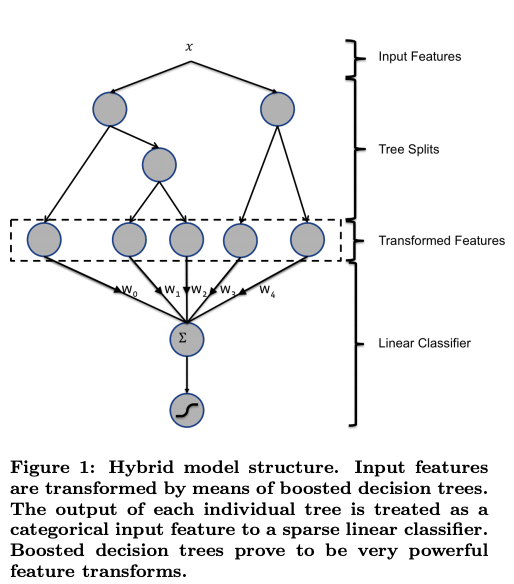 x
Input Features
Tree Splits
Transformed Features
W0 W1 W2 W3 W4
Σ
Linear Classifier
Figure 1: Hybrid model structure. Input features
are transformed by means of boosted decision trees.
The output of each individual tree is treated as a
categorical input feature to a sparse linear classifier.
Boosted decision trees prove to be very powerful
feature transforms.